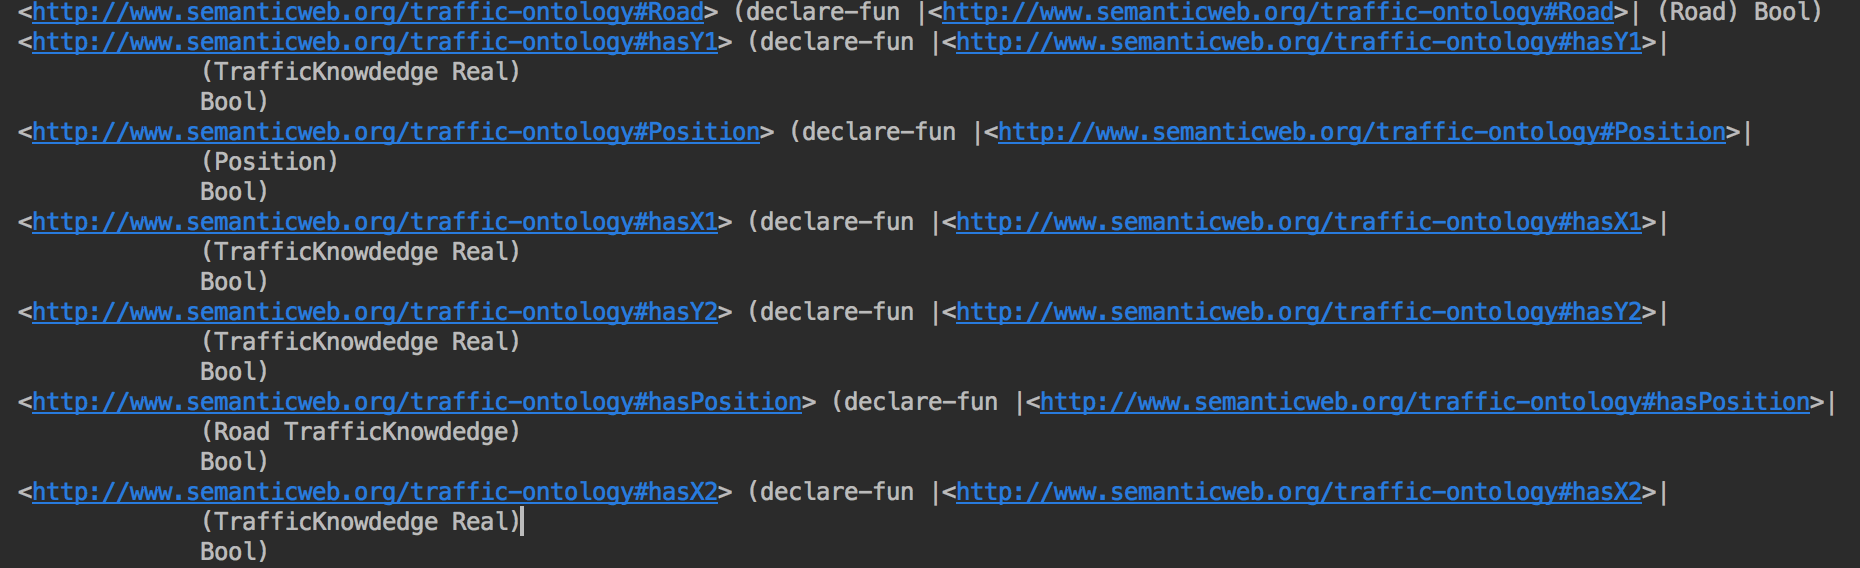 <http://www.semanticweb.org/traffic-ontology#Road> (declare-fun |<http://www.semanticweb.org/traffic-ontology#Road>| (Road) Bool)
<http://www.semanticweb.org/traffic-ontology#hasY1> (declare-fun |<http://www.semanticweb.org/traffic-ontology#hasY1>|
(TrafficKnowdedge Real)
Bool)
<http://www.semanticweb.org/traffic-ontology#Position> (declare-fun |<http://www.semanticweb.org/traffic-ontology#Position>|
(Position)
Bool)
<http://www.semanticweb.org/traffic-ontology#hasX1> (declare-fun |<http://www.semanticweb.org/traffic-ontology#hasX1>|
(TrafficKnowdedge Real)
Bool)
<http://www.semanticweb.org/traffic-ontology#hasY2> (declare-fun |<http://www.semanticweb.org/traffic-ontology#hasY2>|
(TrafficKnowdedge Real)
Bool)
<http://www.semanticweb.org/traffic-ontology#hasPosition> (declare-fun |<http://www.semanticweb.org/traffic-ontology#hasPosition>|
(Road TrafficKnowdedge)
Bool)
<http://www.semanticweb.org/traffic-ontology#hasX2> (declare-fun |<http://www.semanticweb.org/traffic-ontology#hasX2>|
(TrafficKnowdedge Real)
Bool)